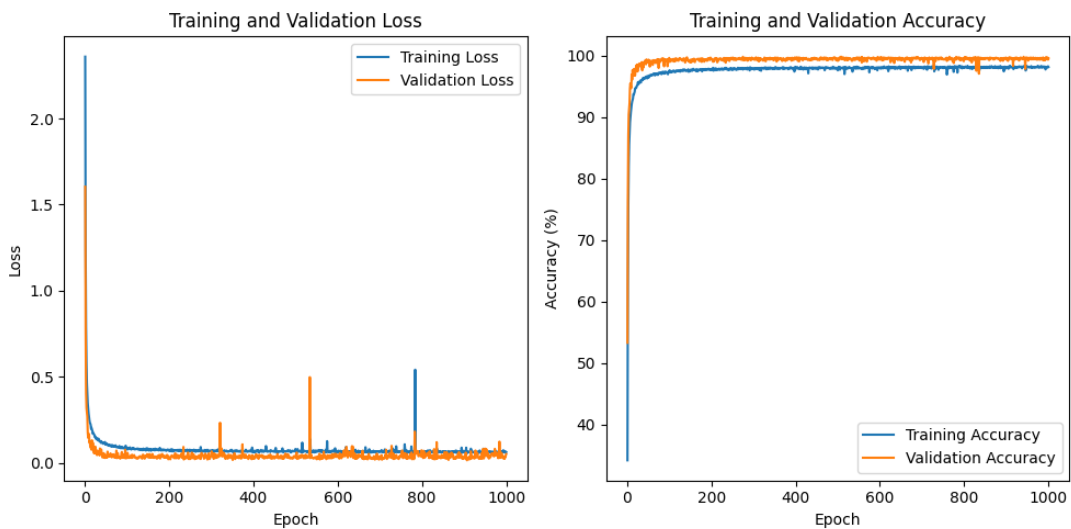 Training and Validation Loss
Training Loss
Validation Loss
2.0
1.5
1.0
0.5
0.0
Loss
0
200
400
600
800
1000
Epoch
Training and Validation Accuracy
100
90
80
70
60
50
40
Accuracy (%)
Training Accuracy
Validation Accuracy
0
200
400
600
800
1000
Epoch